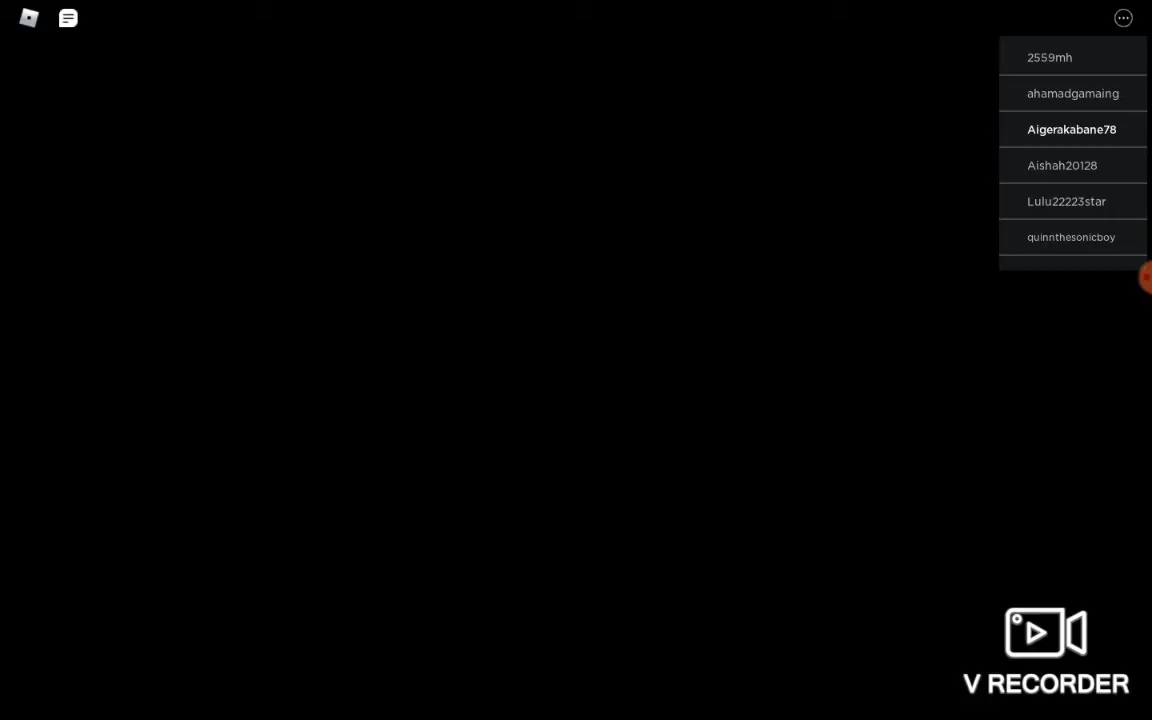 2559mh
ahamadgamaing
Aigerakabane78
Aishah20128
Lulu22223star
quinnthesonicboy
V RECORDER